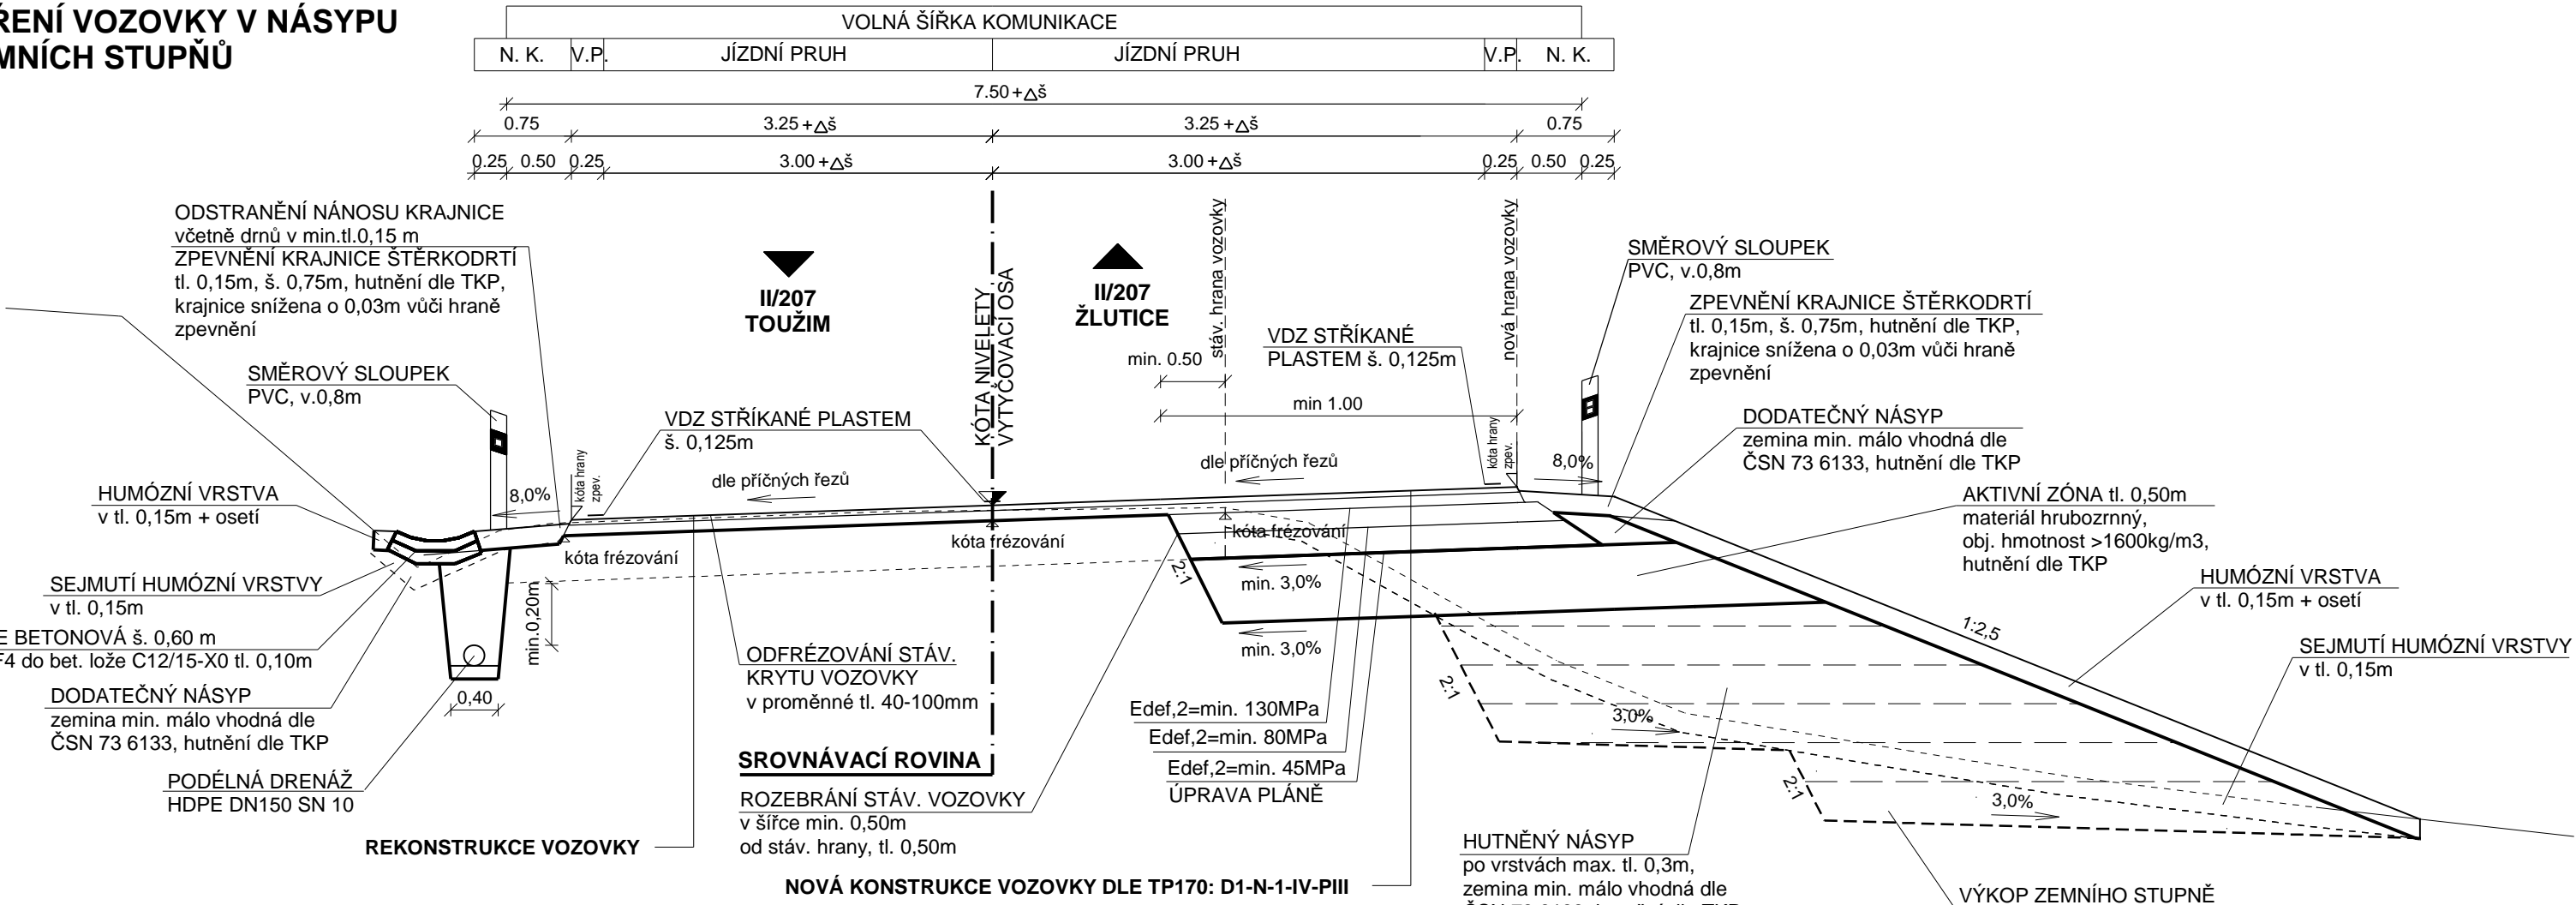 ŘENÍ VOZOVKY V NÁSYPU
MNÍCH STUPŇŮ
VOLNÁ ŠÍŘKA KOMUNIKACE
N. K.
V.P.
JÍZDNÍ PRUH
JÍZDNÍ PRUH
V.P.
N. K.
7.50 +△š
0.75
3.25 +△š
3.25 +△š
0.75
0.25
0.50
0.25
3.00 +△š
3.00 +△š
0.25
0.50
0.25
ODSTRANĚNÍ NÁNOSU KRAJNICE
včetně drnů v min.tl.0,15 m
ZPEVNĚNÍ KRAJNICE ŠTĚRKODRTÍ
tl. 0,15m, š. 0,75m, hutnění dle TKP,
krajnice snížena o 0,03m vůči hraně
zpevnění
SMĚROVÝ SLOUPEK
PVC, v.0,8m
II/207
TOUŽIM
KÓTA NIVELETY
VYTYČOVACÍ OSA
II/207
ŽLUTICE
stáv. hrana vozovky
nová hrana vozovky
min. 0.50
min 1.00
VDZ STŘÍKANÉ
PLASTEM š. 0,125m
SMĚROVÝ SLOUPEK
PVC, v.0,8m
ZPEVNĚNÍ KRAJNICE ŠTĚRKODRTÍ
tl. 0,15m, š. 0,75m, hutnění dle TKP,
krajnice snížena o 0,03m vůči hraně
zpevnění
VDZ STŘÍKANÉ PLASTEM
š. 0,125m
DODATEČNÝ NÁSYP
zemina min. málo vhodná dle
ČSN 73 6133, hutnění dle TKP
HUMÓZNÍ VRSTVA
v tl. 0,15m + osetí
8,0%
kóta hrany
zpev.
dle příčných řezů
dle příčných řezů
kóta hrany
zpev.
8,0%
AKTIVNÍ ZÓNA tl. 0,50m
materiál hrubozrnný,
obj. hmotnost >1600kg/m3,
hutnění dle TKP
kóta frézování
kóta frézování
kóta frézování
SEJMUTÍ HUMÓZNÍ VRSTVY
v tl. 0,15m
2:1
min. 3,0%
HUMÓZNÍ VRSTVA
v tl. 0,15m + osetí
min.0,20m
E BETONOVÁ š. 0,60 m
F4 do bet. lože C12/15-X0 tl. 0,10m
min. 3,0%
1:2,5
SEJMUTÍ HUMÓZNÍ VRSTVY
v tl. 0,15m
ODFRÉZOVÁNÍ STÁV.
KRYTU VOZOVKY
v proměnné tl. 40-100mm
DODATEČNÝ NÁSYP
zemina min. málo vhodná dle
ČSN 73 6133, hutnění dle TKP
0,40
2:1
3,0%
Edef,2=min. 130MPa
Edef,2=min. 80MPa
Edef,2=min. 45MPa
ÚPRAVA PLÁNĚ
SROVNÁVACÍ ROVINA
PODÉLNÁ DRENÁŽ
HDPE DN150 SN 10
ROZEBRÁNÍ STÁV. VOZOVKY
v šířce min. 0,50m
od stáv. hrany, tl. 0,50m
2:1
3,0%
REKONSTRUKCE VOZOVKY
HUTNĚNÝ NÁSYP
po vrstvách max. tl. 0,3m,
zemina min. málo vhodná dle
NOVÁ KONSTRUKCE VOZOVKY DLE TP170: D1-N-1-IV-PIII
VÝKOP ZEMNÍHO STUPNĚ